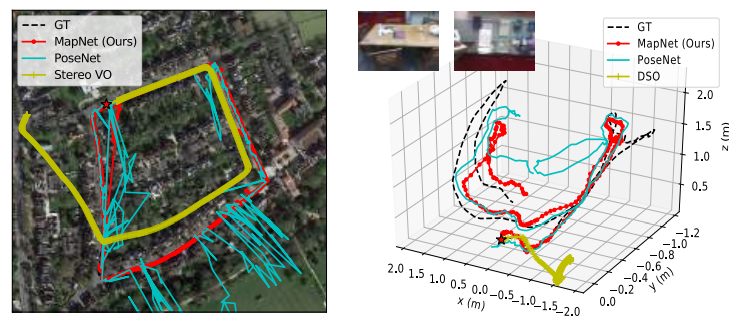 GT
MapNet (Ours)
PoseNet
Stereo VO
GT
MapNet (Ours)
PoseNet
DSO
2.0
1.5
1.0
0.5
z (m)
-1.2
-1.0
-0.8
-0.6
-0.4
-0.2
0.0
y (m)
2.0 1.5 1.0 0.5 0.0 -0.5 -1.0 -1.5 -2.0
x (m)